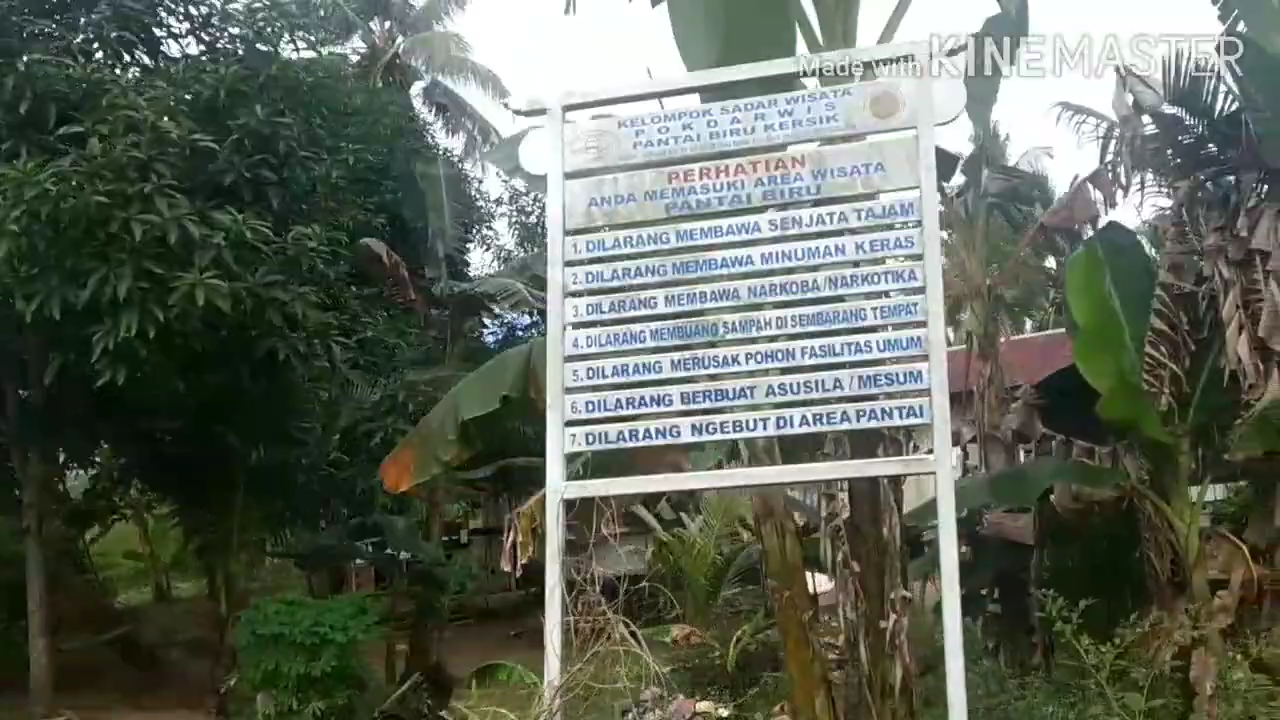 Made with KINEMASTER
KELOMPOK SADAR WISATA
P O K D A R W I S
PANTAI BIRU KERSIK
PERHATIAN
ANDA MEMASUKI AREA WISATA
PANTAI BIRU
1. DILARANG MEMBAWA SENJATA TAJAM
2. DILARANG MEMBAWA MINUMAN KERAS
3. DILARANG MEMBAWA NARKOBA/NARKOTIKA
4. DILARANG MEMBUANG SAMPAH DI SEMBARANG TEMPAT
5. DILARANG MERUSAK POHON FASILITAS UMUM
6. DILARANG BERBUAT ASUSILA / MESUM
7. DILARANG NGEBUT DI AREA PANTAI